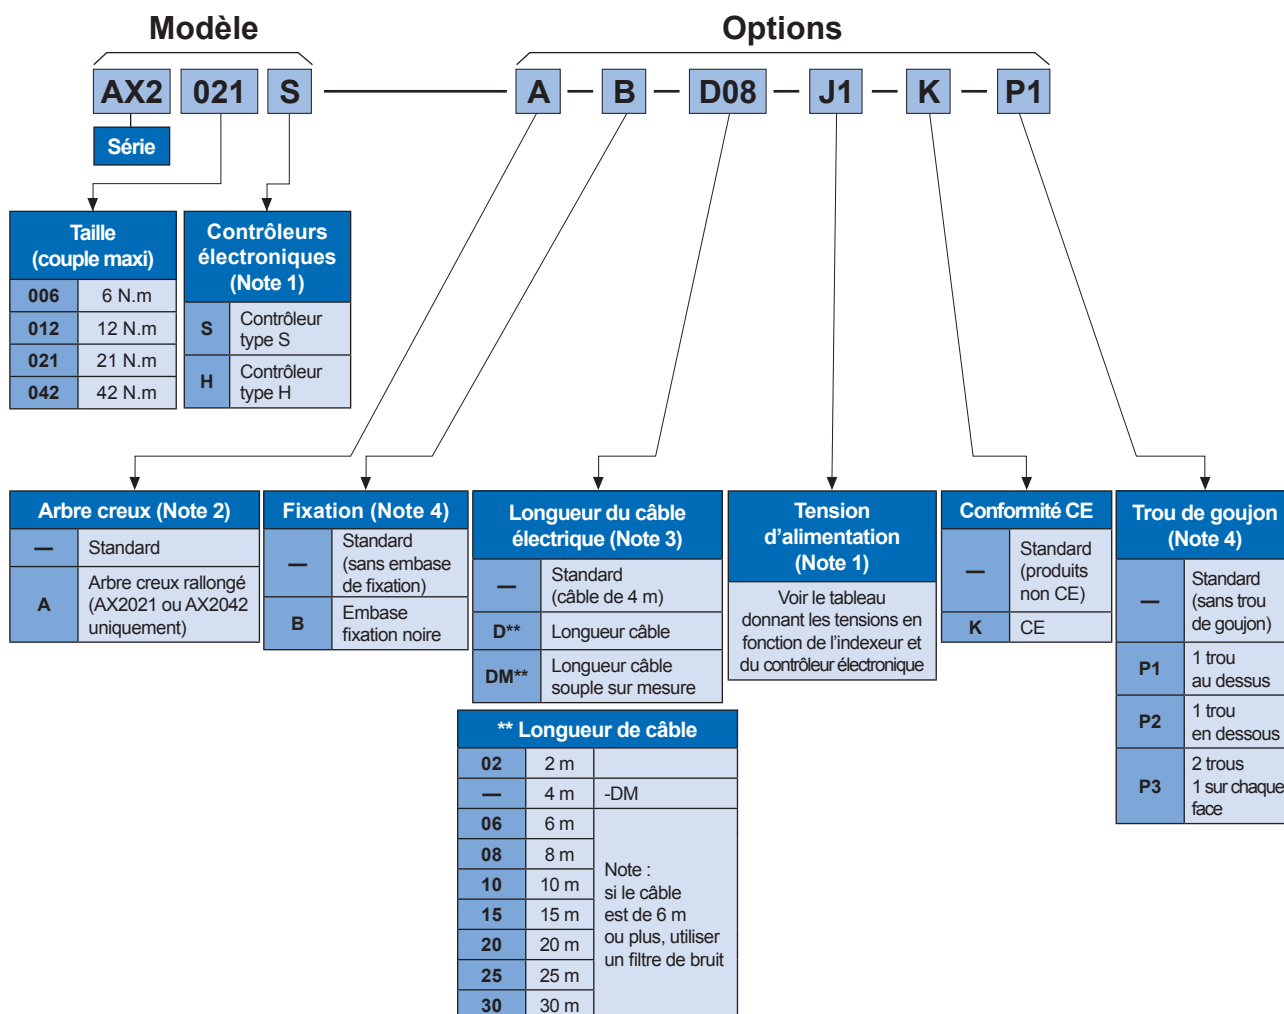 Modèle
Options
AX2 021 S A — B — D08 — J1 — K — P1
Série
Taille
(couple maxi)
006 6 N.m
012 12 N.m
021 21 N.m
042 42 N.m
Contrôleurs
électroniques
(Note 1)
S Contrôleur
type S
H Contrôleur
type H
Arbre creux (Note 2)
— Standard
A Arbre creux rallongé
(AX2021 ou AX2042
uniquement)
Fixation (Note 4)
— Standard
(sans embase
de fixation)
B Embase
fixation noire
Longueur du câble
électrique (Note 3)
— Standard
(câble de 4 m)
D** Longueur câble
DM** Longueur câble
souple sur mesure
** Longueur de câble
02 2 m
— 4 m -DM
06 6 m
08 8 m
10 10 m
15 15 m
20 20 m
25 25 m
30 30 m
Note :
si le câble
est de 6 m
ou plus, utiliser
un filtre de bruit
Tension
d’alimentation
(Note 1)
Voir le tableau
donnant les tensions en
fonction de l’indexeur et
du contrôleur électronique
Conformité CE
— Standard
(produits
non CE)
K CE
Trou de goujon
(Note 4)
— Standard
(sans trou
de goujon)
P1 1 trou
au dessus
P2 1 trou
en dessous
P3 2 trous
1 sur chaque
face